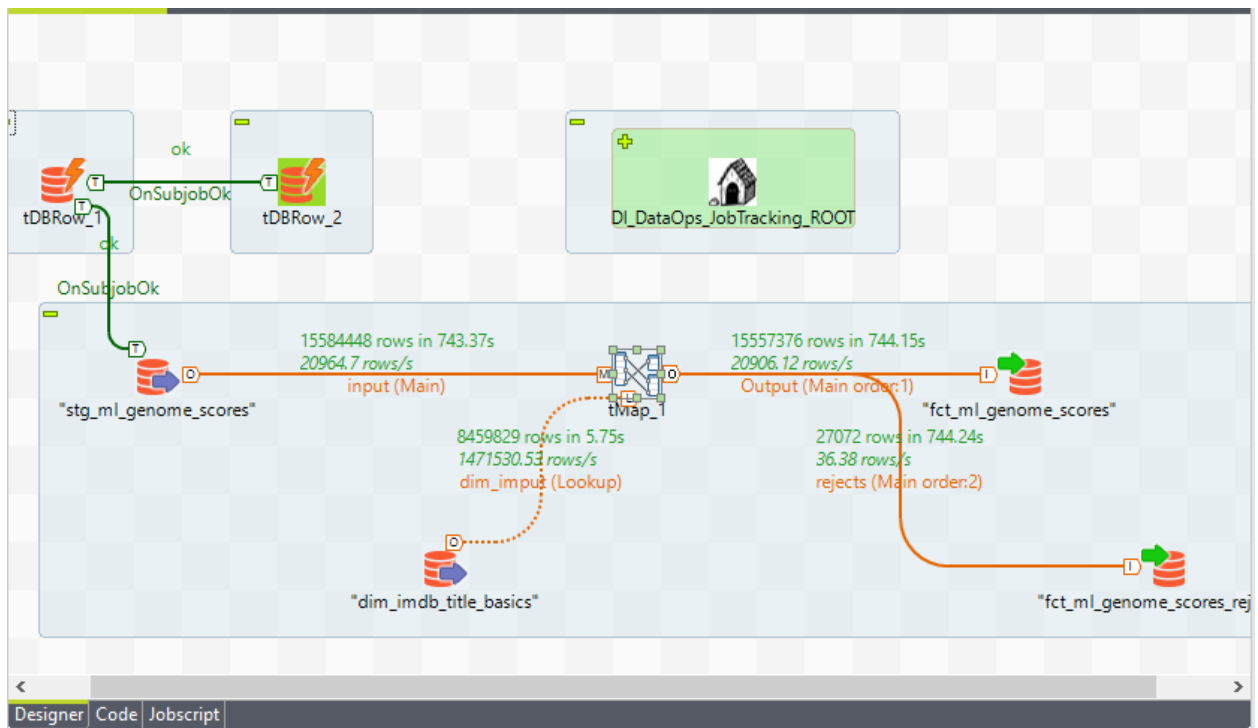 ok
OnSubjobOk
tDBRow_1
tDBRow_2
DI_DataOps_JobTracking_ROOT
ok
OnSubjobOk
15584448 rows in 743.37s
20964.7 rows/s
input (Main)
15557376 rows in 744.15s
20906.12 rows/s
Output (Main order:1)
"stg_ml_genome_scores"
tMap_1
"fct_ml_genome_scores"
8459829 rows in 5.75s
1471530.53 rows/s
dim_imput (Lookup)
27072 rows in 744.24s
36.38 rows/s
rejects (Main order:2)
"dim_imdb_title_basics"
"fct_ml_genome_scores_rej
Designer
Code
Jobscript
T
T
T
T
O
M
O
I
L
O
I